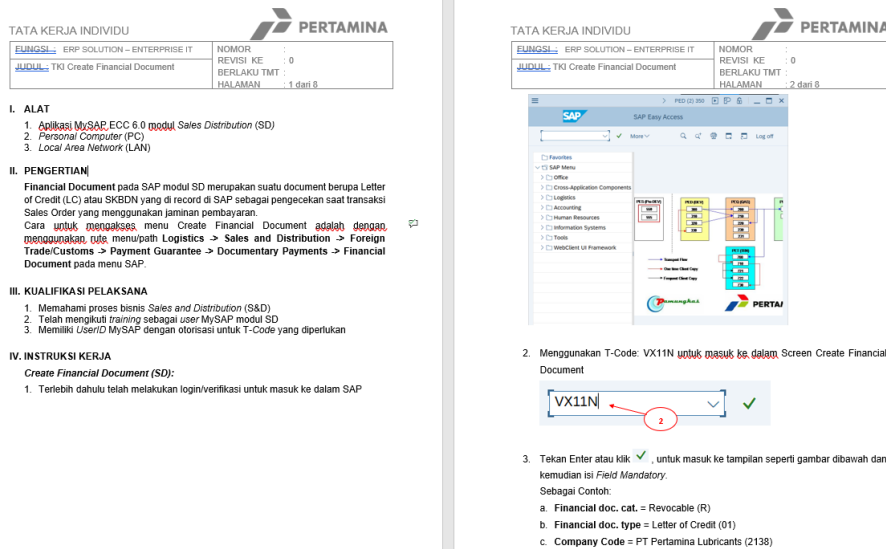 TATA KERJA INDIVIDU
PERTAMINA
FUNGSI : ERP SOLUTION – ENTERPRISE IT
JUDUL : TKI Create Financial Document
NOMOR :
REVISI KE : 0
BERLAKU TMT :
HALAMAN : 1 dari 8
I. ALAT
1. Aplikasi MySAP ECC 6.0 modul Sales Distribution (SD)
2. Personal Computer (PC)
3. Local Area Network (LAN)
II. PENGERTIAN
Financial Document pada SAP modul SD merupakan suatu document berupa Letter
of Credit (LC) atau SKBDN yang di record di SAP sebagai pengecekan saat transaksi
Sales Order yang menggunakan jaminan pembayaran.
Cara untuk mengakses menu Create Financial Document adalah dengan
menggunakan rute menu/path Logistics -> Sales and Distribution -> Foreign
Trade/Customs -> Payment Guarantee -> Documentary Payments -> Financial
Document pada menu SAP.
III. KUALIFIKASI PELAKSANA
1. Memahami proses bisnis Sales and Distribution (S&D)
2. Telah mengikuti training sebagai user MySAP modul SD
3. Memiliki UserID MySAP dengan otorisasi untuk T-Code yang diperlukan
IV. INSTRUKSI KERJA
Create Financial Document (SD):
1. Terlebih dahulu telah melakukan login/verifikasi untuk masuk ke dalam SAP
TATA KERJA INDIVIDU
PERTAMINA
FUNGSI : ERP SOLUTION – ENTERPRISE IT
JUDUL : TKI Create Financial Document
NOMOR :
REVISI KE : 0
BERLAKU TMT :
HALAMAN : 2 dari 8
PED (2) 350
SAP
SAP Easy Access
More
Log off
Favorites
SAP Menu
Office
Cross-Application Components
Logistics
Accounting
Human Resources
Information Systems
Tools
WebClient UI Framework
Pamungkas
PERTAI
2. Menggunakan T-Code: VX11N untuk masuk ke dalam Screen Create Financial
Document
VX11N
2
3. Tekan Enter atau klik , untuk masuk ke tampilan seperti gambar dibawah dan
kemudian isi Field Mandatory.
Sebagai Contoh:
a. Financial doc. cat. = Revocable (R)
b. Financial doc. type = Letter of Credit (01)
c. Company Code = PT Pertamina Lubricants (2138)